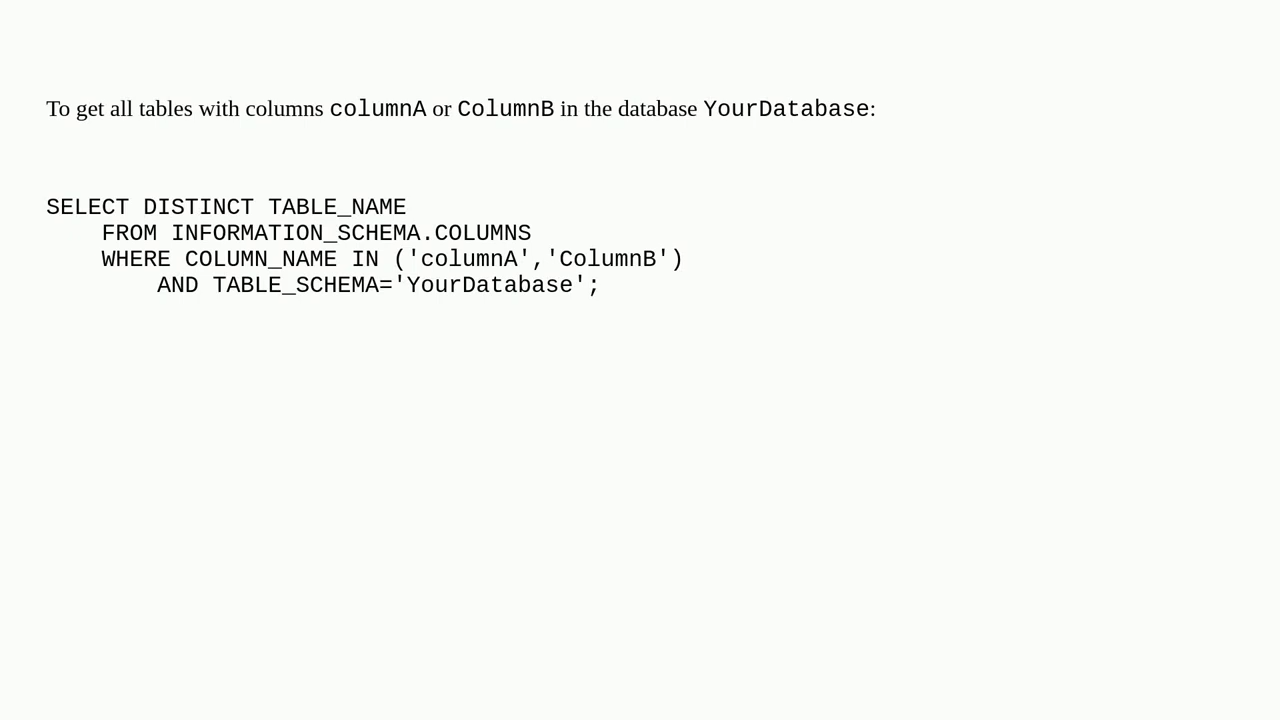 To get all tables with columns columnA or ColumnB in the database YourDatabase:
SELECT DISTINCT TABLE_NAME
    FROM INFORMATION_SCHEMA.COLUMNS
    WHERE COLUMN_NAME IN ('columnA','ColumnB')
        AND TABLE_SCHEMA='YourDatabase';